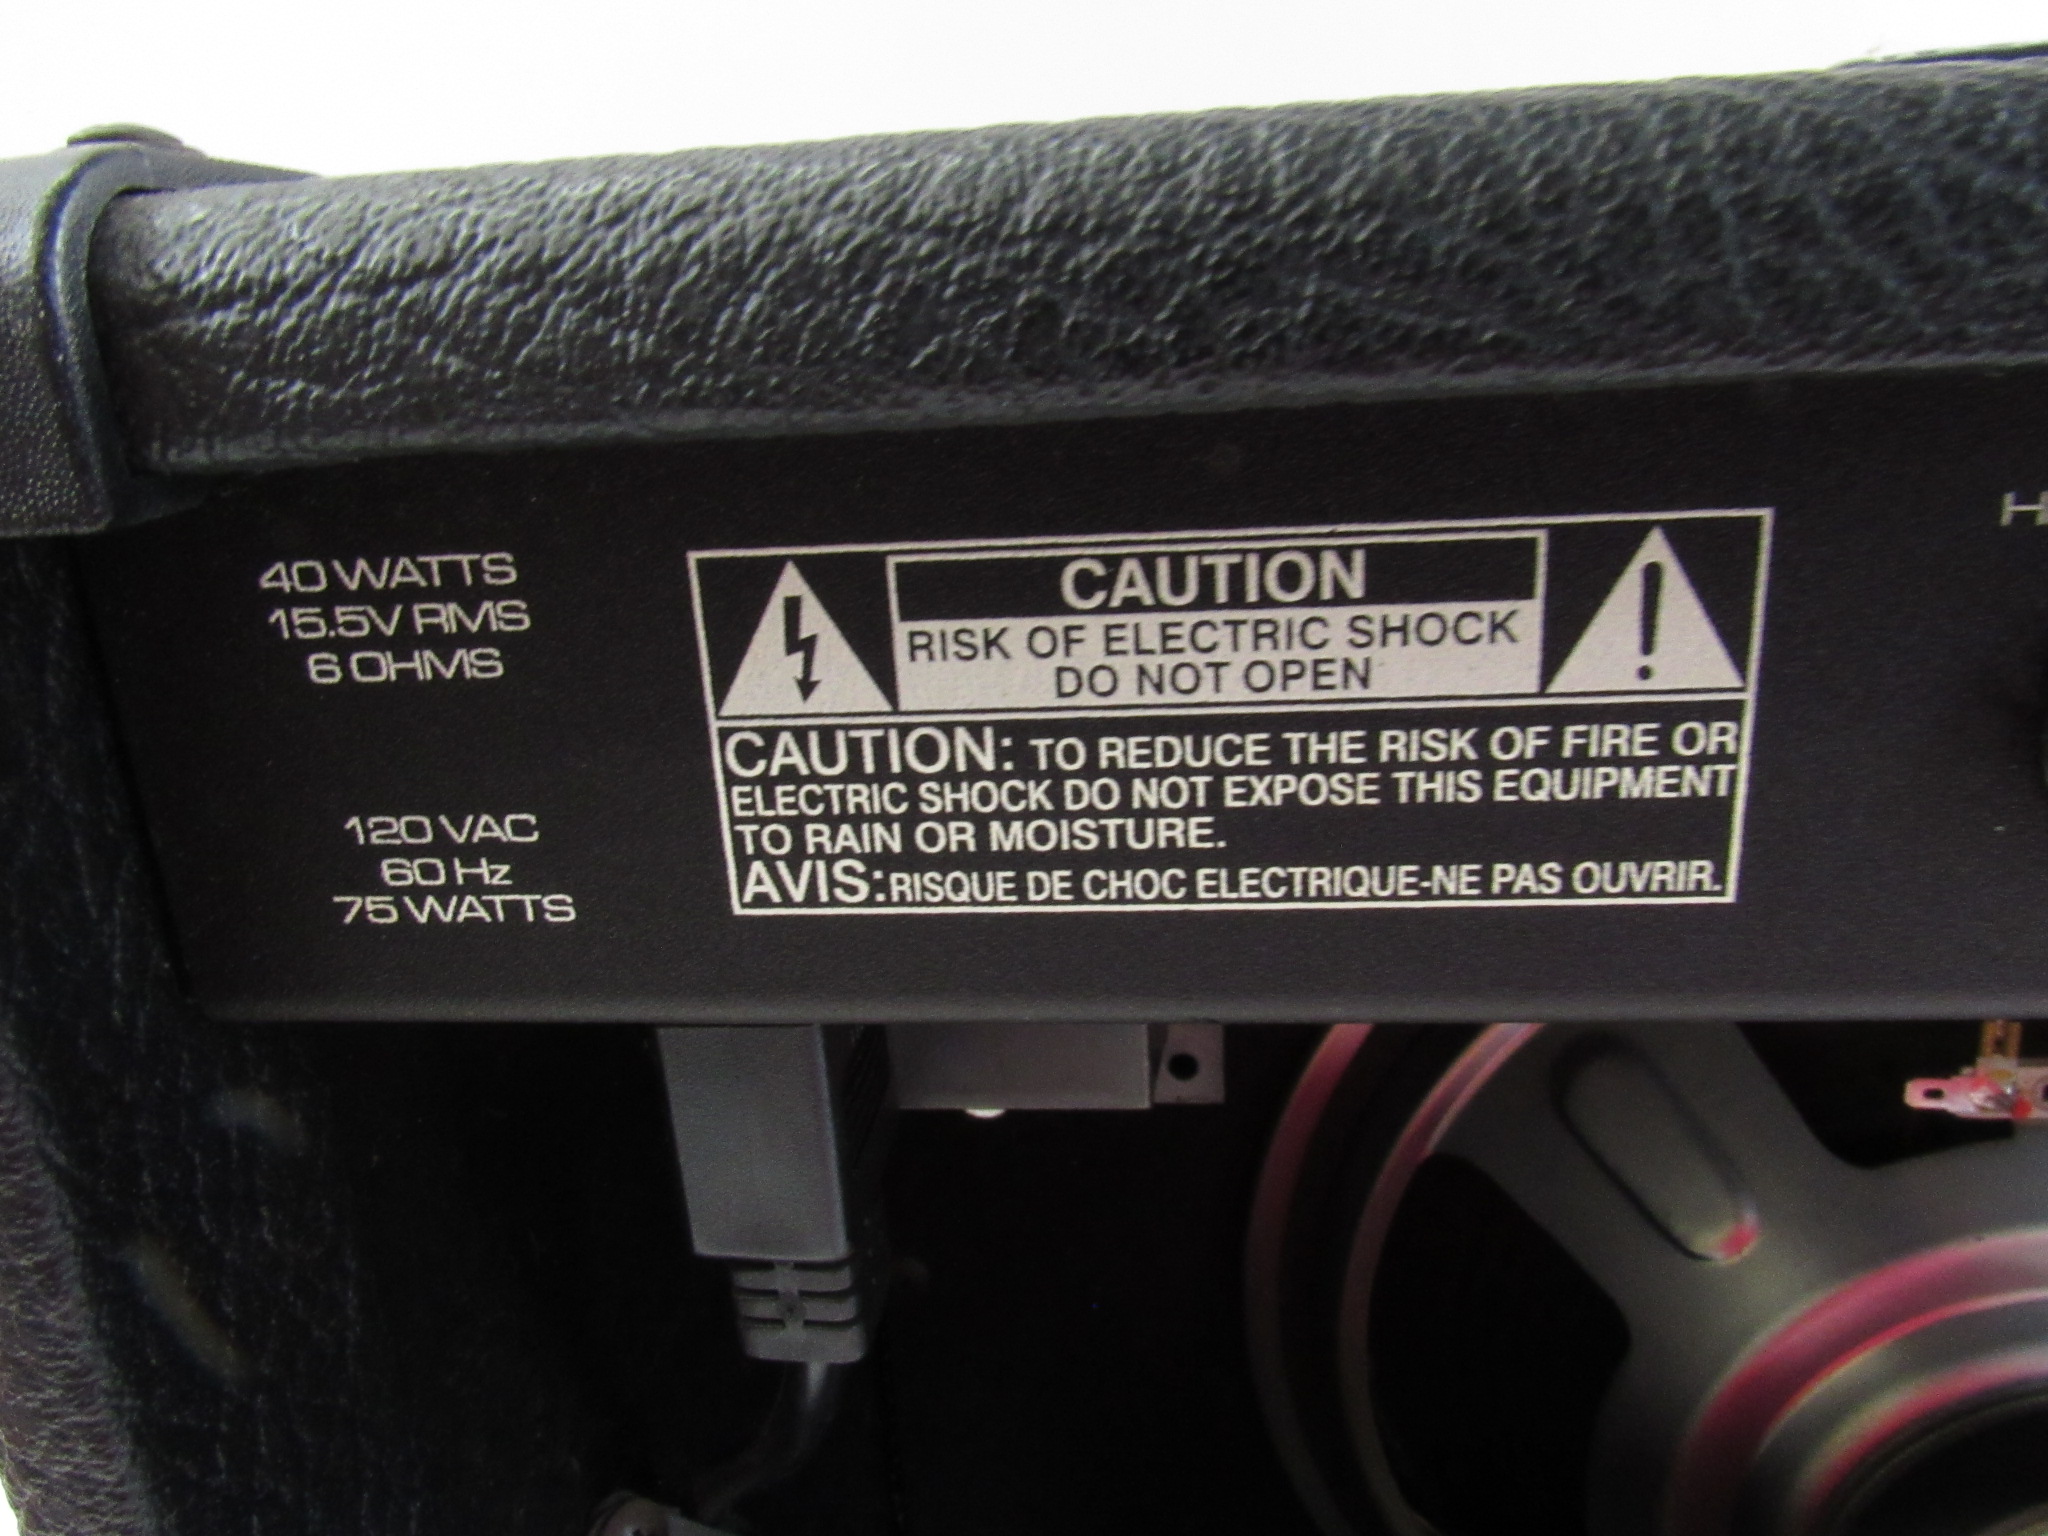 40 WATTS
15.5V RMS
6 OHMS
120 VAC
60 Hz
75 WATTS
CAUTION
RISK OF ELECTRIC SHOCK
DO NOT OPEN
CAUTION: TO REDUCE THE RISK OF FIRE OR
ELECTRIC SHOCK DO NOT EXPOSE THIS EQUIPMENT
TO RAIN OR MOISTURE.
AVIS: RISQUE DE CHOC ELECTRIQUE-NE PAS OUVRIR.